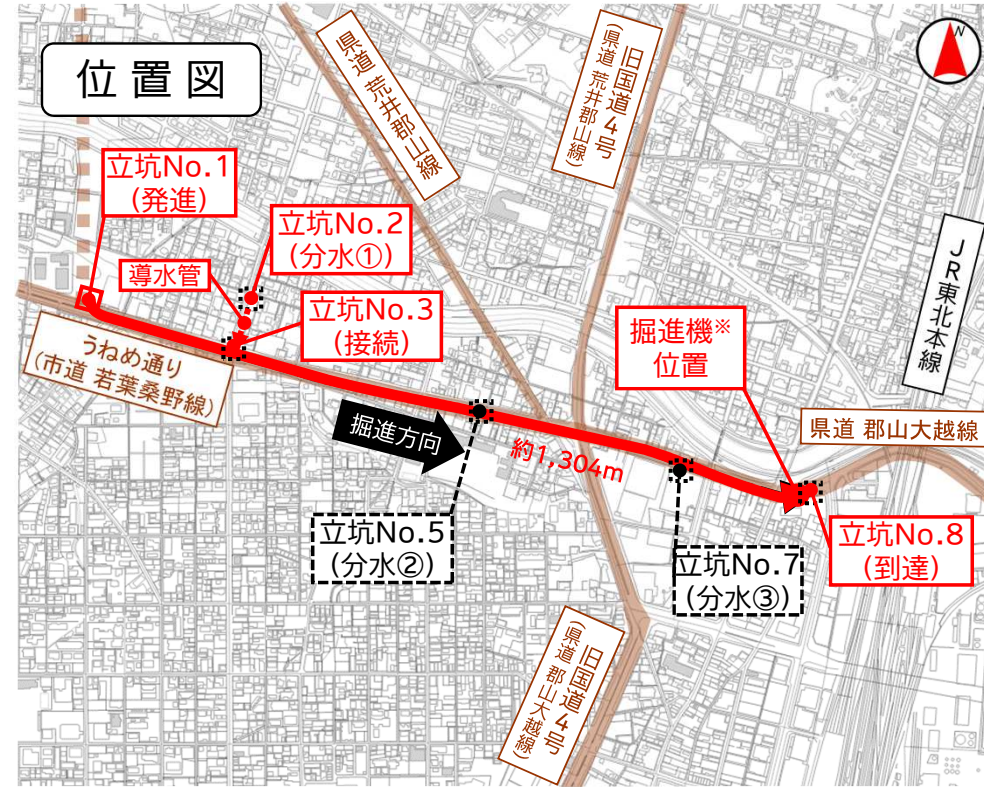 位置図
N
県道 荒井郡山線
旧国道4号
(県道 荒井郡山線)
立坑No.1
(発進)
立坑No.2
(分水①)
導水管
立坑No.3
(接続)
JR東北本線
掘進機※
位置
うねめ通り
(市道 若葉桑野線)
掘進方向
約1,304m
県道 郡山大越線
立坑No.5
(分水②)
立坑No.7
(分水③)
立坑No.8
(到達)
旧国道4号
(県道 郡山大越線)